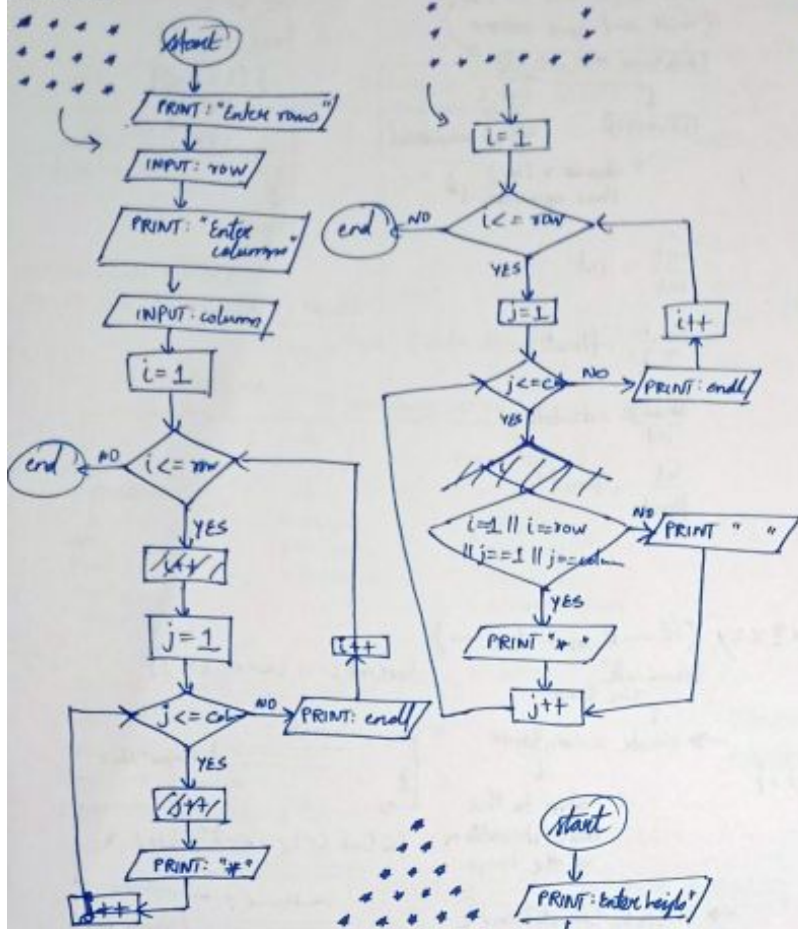 start
PRINT: "Enter rows"
INPUT: row
PRINT: "Enter
columns"
INPUT: column
i=1
i<=row
NO
end
YES
j=1
j<=col
NO
PRINT: endl
i++
YES
PRINT: "*"
i=1
i<=row
NO
end
YES
j=1
j<=col
NO
PRINT: endl
i++
YES
i=1 || i==row
|| j==1 || j==column
NO
PRINT " "
YES
PRINT "*"
j++
start
PRINT: Enter height"